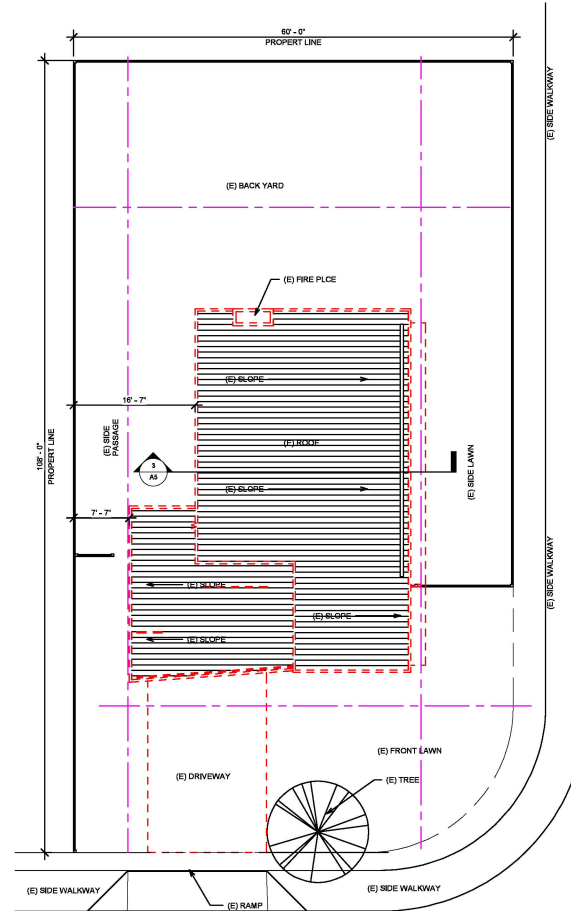 60' - 0"
PROPERT LINE
(E) SIDE WALKWAY
(E) BACK YARD
(E) FIRE PLCE
(E) SLOPE
16' - 7"
108' - 0"
PROPERT LINE
(E) SIDE
PASSAGE
(E) ROOF
(E) SIDE LAWN
3
A5
(E) SLOPE
7' - 7"
(E) SLOPE
(E) SIDE WALKWAY
(E) SLOPE
(E) SLOPE
(E) FRONT LAWN
(E) DRIVEWAY
(E) TREE
(E) SIDE WALKWAY
(E) SIDE WALKWAY
(E) RAMP